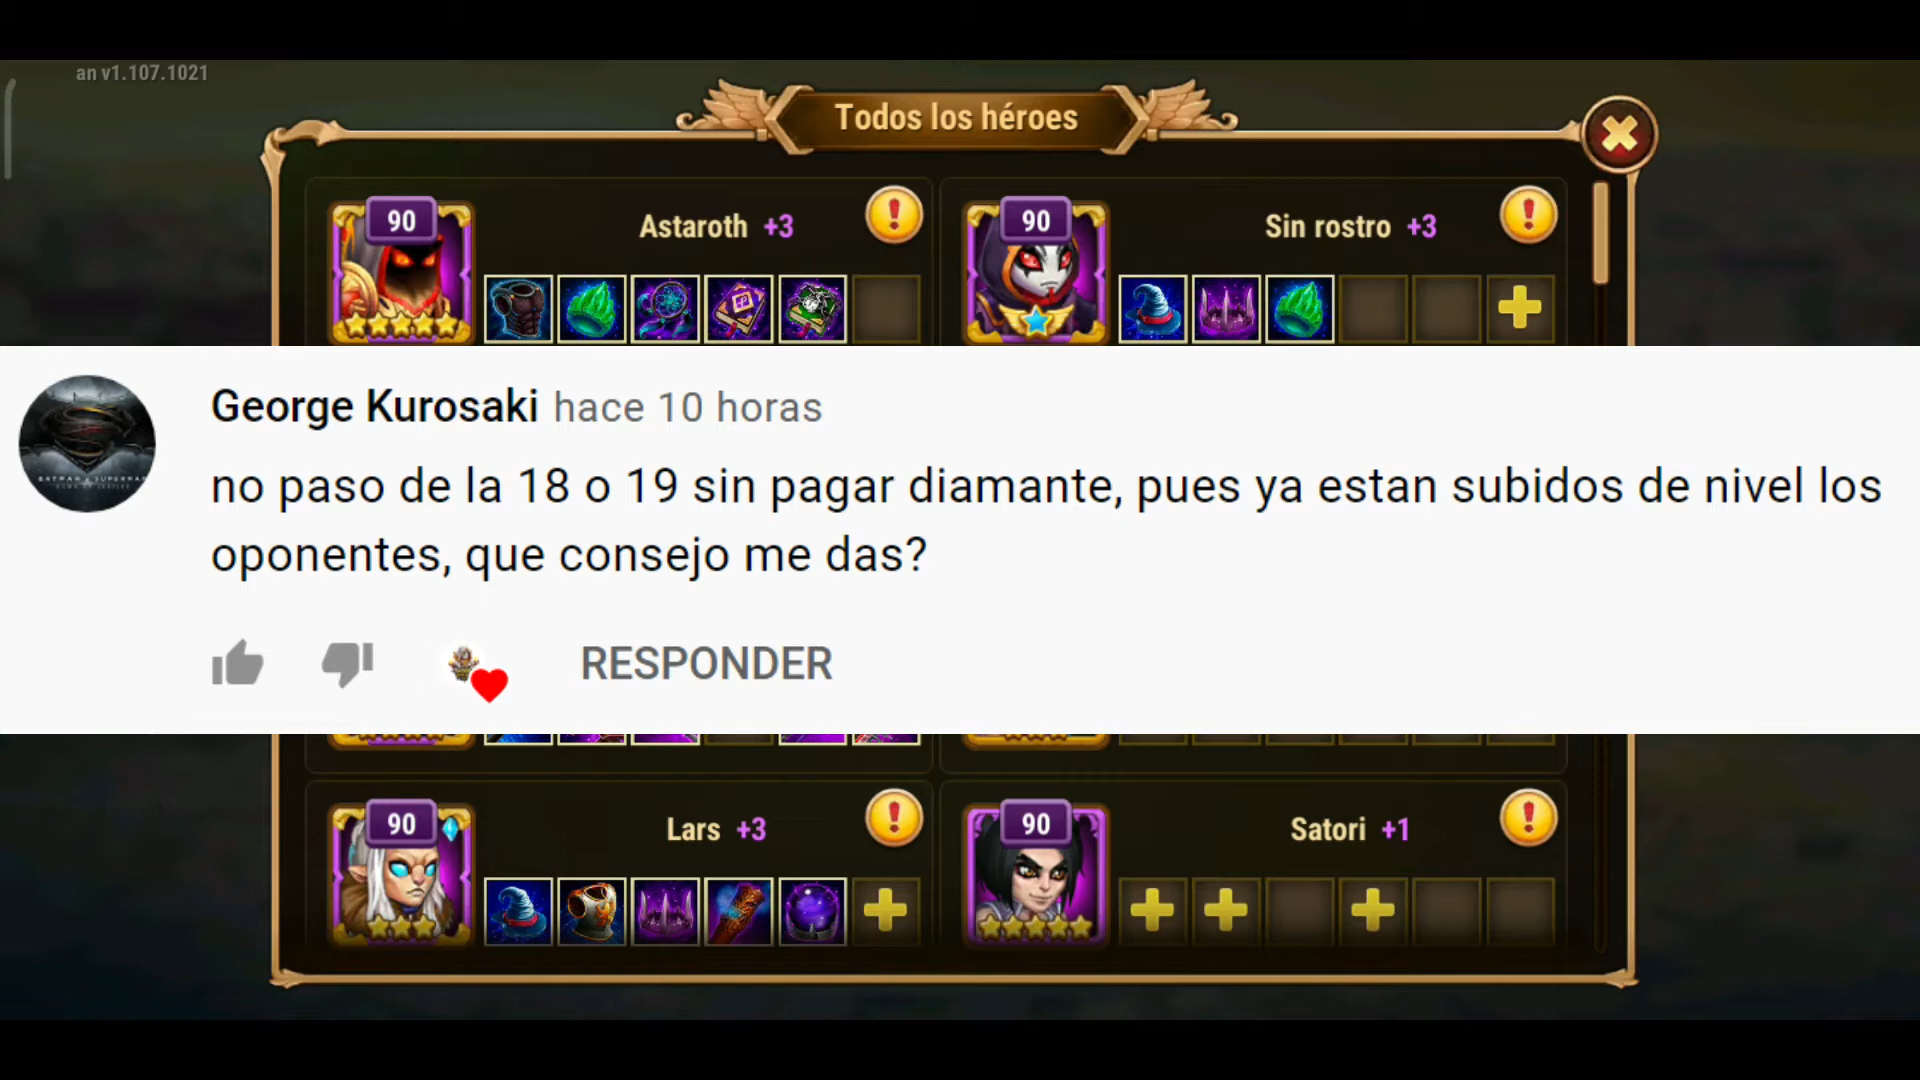 an v1.107.1021
Todos los héroes
90
Astaroth +3
90
Sin rostro +3
George Kurosaki hace 10 horas
no paso de la 18 o 19 sin pagar diamante, pues ya estan subidos de nivel los
oponentes, que consejo me das?
RESPONDER
90
Lars +3
90
Satori +1